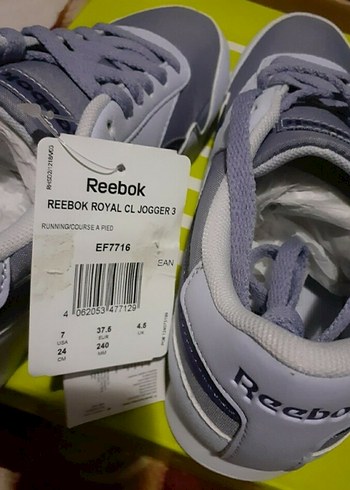 Reebok
REEBOK ROYAL CL JOGGER 3
RUNNING/COURSE A PIED
EF7716
EAN
4 062053 477129
7 37.5 4.5
USA EUR UK
24 240
CM MM
Reebok